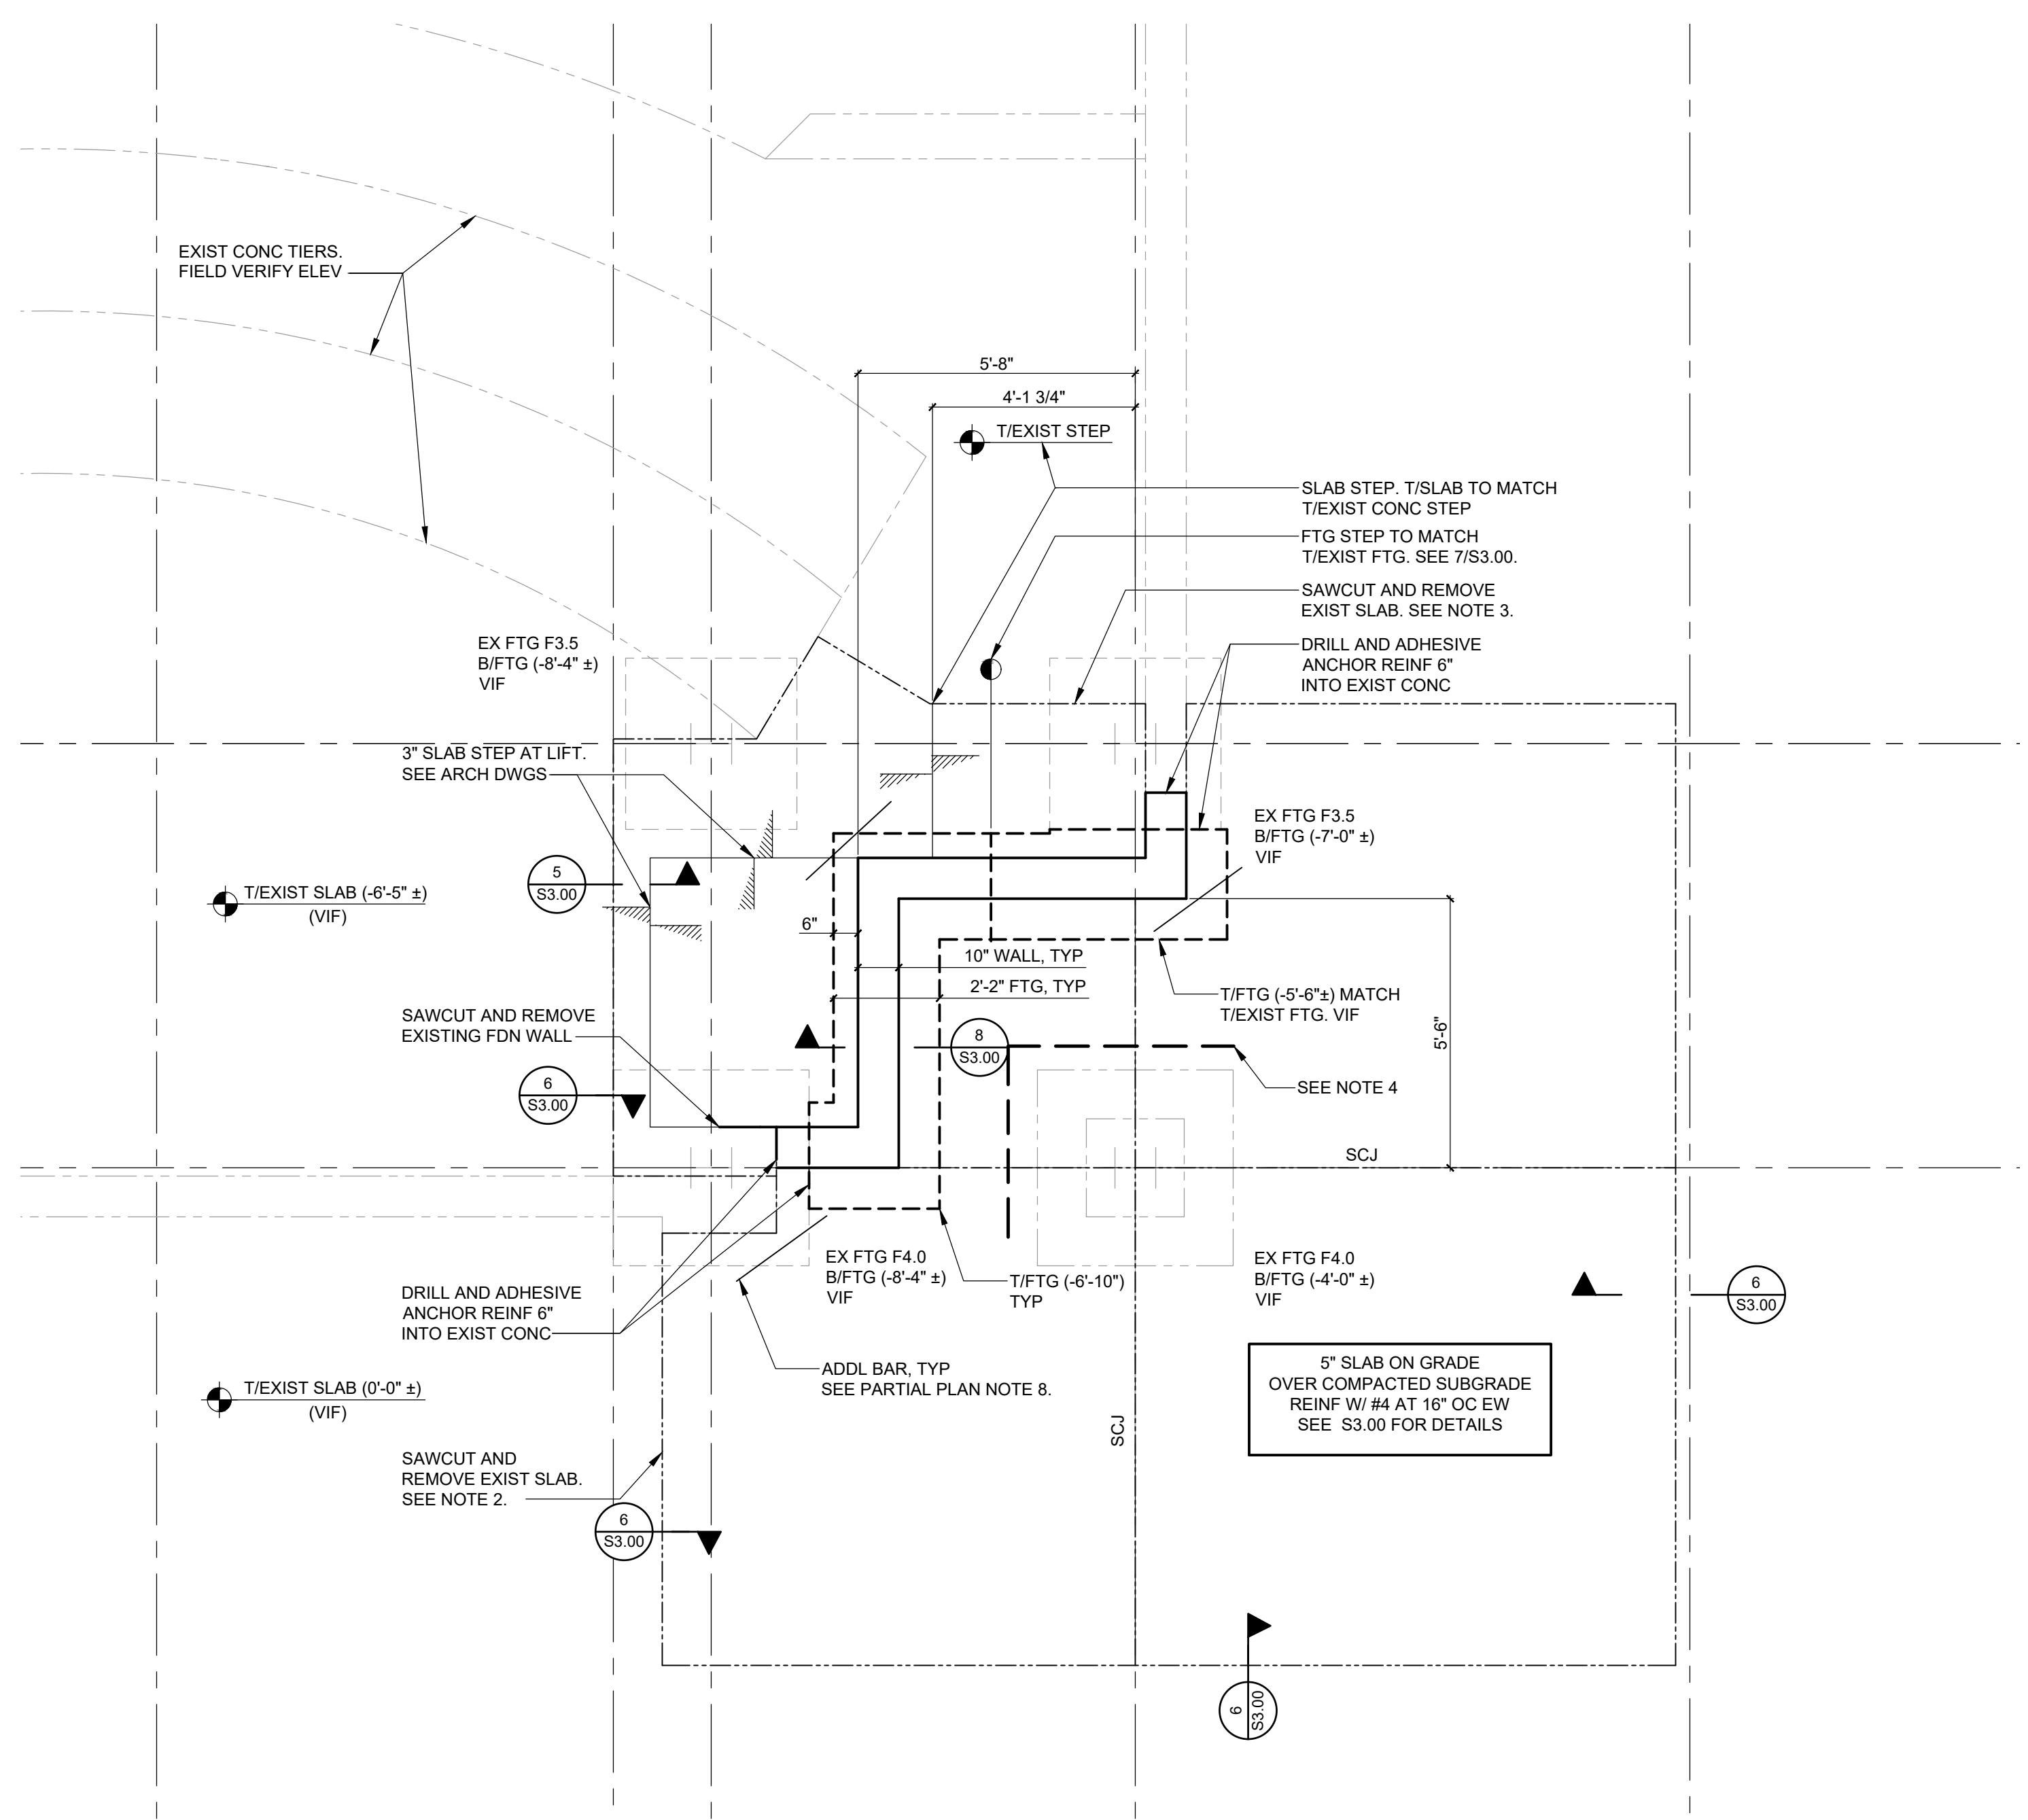 EXIST CONC TIERS.
FIELD VERIFY ELEV
5'-8"
4'-1 3/4"
T/EXIST STEP
SLAB STEP. T/SLAB TO MATCH
T/EXIST CONC STEP
FTG STEP TO MATCH
T/EXIST FTG. SEE 7/S3.00.
SAWCUT AND REMOVE
EXIST SLAB. SEE NOTE 3.
DRILL AND ADHESIVE
ANCHOR REINF 6"
INTO EXIST CONC
EX FTG F3.5
B/FTG (-8'-4" ±)
VIF
3" SLAB STEP AT LIFT.
SEE ARCH DWGS
EX FTG F3.5
B/FTG (-7'-0" ±)
VIF
5
S3.00
T/EXIST SLAB (-6'-5" ±)
(VIF)
6"
10" WALL, TYP
2'-2" FTG, TYP
T/FTG (-5'-6"±) MATCH
T/EXIST FTG. VIF
SAWCUT AND REMOVE
EXISTING FDN WALL
8
S3.00
5'-6"
6
S3.00
SEE NOTE 4
SCJ
EX FTG F4.0
B/FTG (-8'-4" ±)
VIF
T/FTG (-6'-10")
TYP
EX FTG F4.0
B/FTG (-4'-0" ±)
VIF
6
S3.00
DRILL AND ADHESIVE
ANCHOR REINF 6"
INTO EXIST CONC
ADDL BAR, TYP
SEE PARTIAL PLAN NOTE 8.
5" SLAB ON GRADE
OVER COMPACTED SUBGRADE
REINF W/ #4 AT 16" OC EW
SEE S3.00 FOR DETAILS
T/EXIST SLAB (0'-0" ±)
(VIF)
SCJ
SAWCUT AND
REMOVE EXIST SLAB.
SEE NOTE 2.
6
S3.00
6
S3.00